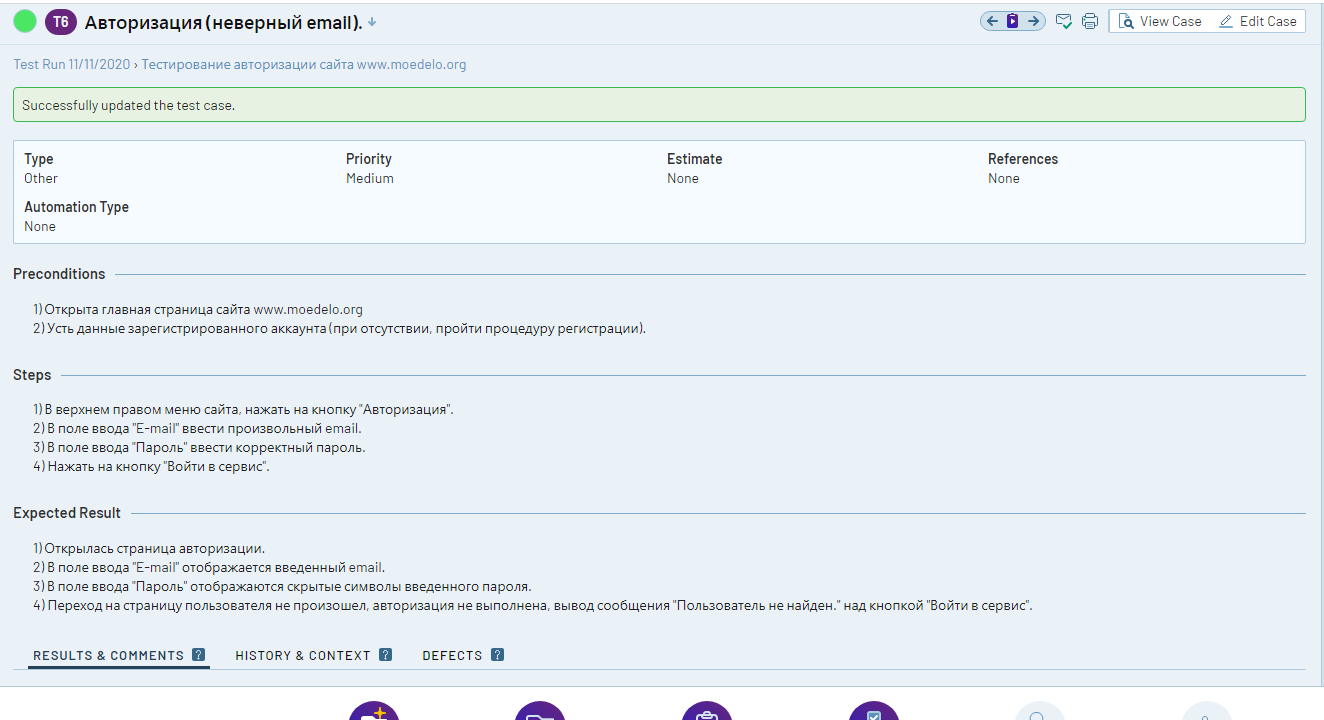 T6 Авторизация (неверный email).
View Case Edit Case
Test Run 11/11/2020 › Тестирование авторизации сайта www.moedelo.org
Successfully updated the test case.
Type Priority Estimate References
Other Medium None None
Automation Type
None
Preconditions
1) Открыта главная страница сайта www.moedelo.org
2) Усть данные зарегистрированного аккаунта (при отсутствии, пройти процедуру регистрации).
Steps
1) В верхнем правом меню сайта, нажать на кнопку "Авторизация".
2) В поле ввода "E-mail" ввести произвольный email.
3) В поле ввода "Пароль" ввести корректный пароль.
4) Нажать на кнопку "Войти в сервис".
Expected Result
1) Открылась страница авторизации.
2) В поле ввода "E-mail" отображается введенный email.
3) В поле ввода "Пароль" отображаются скрытые символы введенного пароля.
4) Переход на страницу пользователя не произошел, авторизация не выполнена, вывод сообщения "Пользователь не найден." над кнопкой "Войти в сервис".
RESULTS & COMMENTS ? HISTORY & CONTEXT ? DEFECTS ?